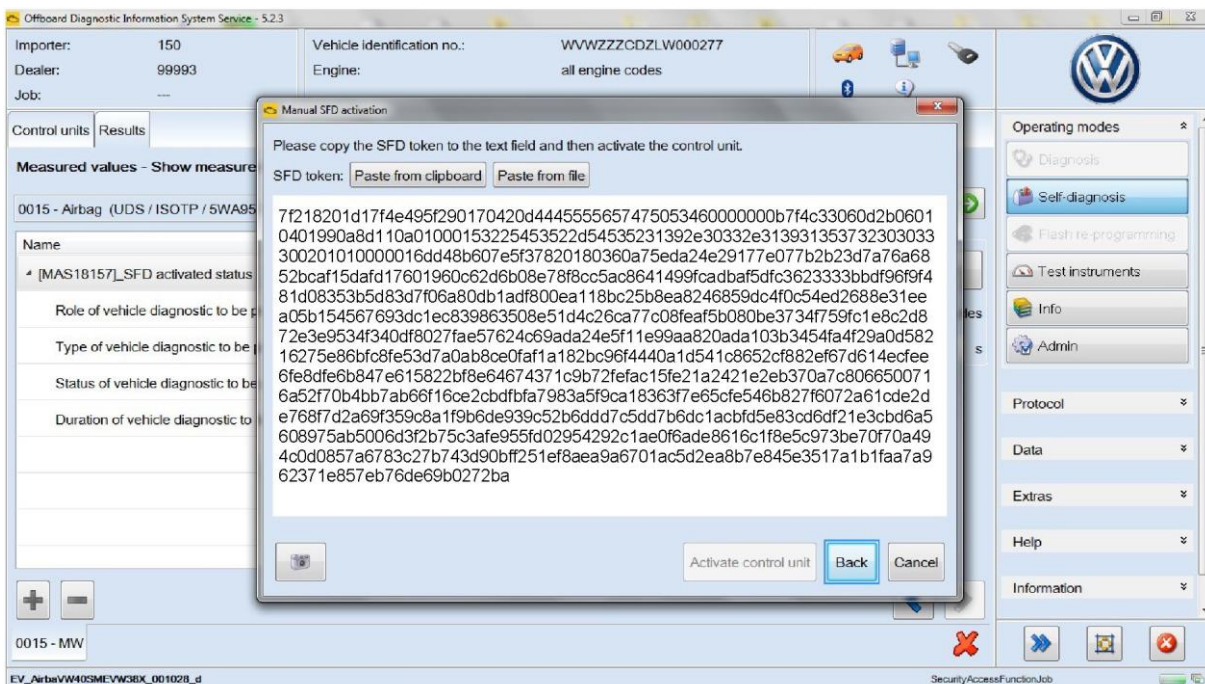 Offboard Diagnostic Information System Service - 5.2.3
Importer: 150
Dealer: 99993
Job: ---
Vehicle identification no.: WVWZZZCDZLW000277
Engine: all engine codes
Control units
Results
Measured values - Show measure
0015 - Airbag (UDS / ISOTP / 5WA95
Name
[MAS18157]_SFD activated status
Role of vehicle diagnostic to be p
Type of vehicle diagnostic to be p
Status of vehicle diagnostic to be
Duration of vehicle diagnostic to
0015 - MW
EV_AirbaVW40SMEVW38X_001028_d
Manual SFD activation
Please copy the SFD token to the text field and then activate the control unit.
SFD token: Paste from clipboard Paste from file
7f218201d17f4e495f290170420d44455556574750534600000000b7f4c33060d2b0601
0401990a8d110a01000153225453522d54535231392e30332e3139313537323030333
300201010000016dd48b607e5f37820180360a75eda24e29177e077b2b23d7a76a68
52bcaf15dafd17601960c62d6b08e78f8cc5ac8641499fcadbaf5dfc3623333bbdf96f9f4
81d08353b5d83d7f06a80db1adf800ea118bc25b8ea8246859dc4f0c54ed2688e31ee
a05b154567693dc1ec839863508e51d4c26ca77c08feaf5b080be3734f759fc1e8c2d8
72e3e9534f340df8027fae57624c69ada24e5f11e99aa820ada103b3454fa4f29a0d582
16275e86bfc8fe53d7a0ab8ce0faf1a182bc96f4440a1d541c8652cf882ef67d614ecfee
6fe8dfe6b847e615822bf8e64674371c9b72fefac15fe21a2421e2eb370a7c806650071
6a52f70b4bb7ab66f16ce2cbdfbfa7983a5f9ca18363f7e65cfe546b827f6072a61cde2d
e768f7d2a69f359c8a1f9b6de939c52b6ddd7c5dd7b6dc1acbfd5e83cd6df21e3cbd6a5
608975ab5006d3f2b75c3afe955fd02954292c1ae0f6ade8616c1f8e5c973be70f70a49
4c0d0857a6783c27b743d90bff251ef8aea9a6701ac5d2ea8b7e845e3517a1b1faa7a9
62371e857eb76de69b0272ba
Activate control unit
Back
Cancel
Operating modes
Diagnosis
Self-diagnosis
Flash re-programming
Test instruments
Info
Admin
Protocol
Data
Extras
Help
Information
SecurityAccessFunctionJob